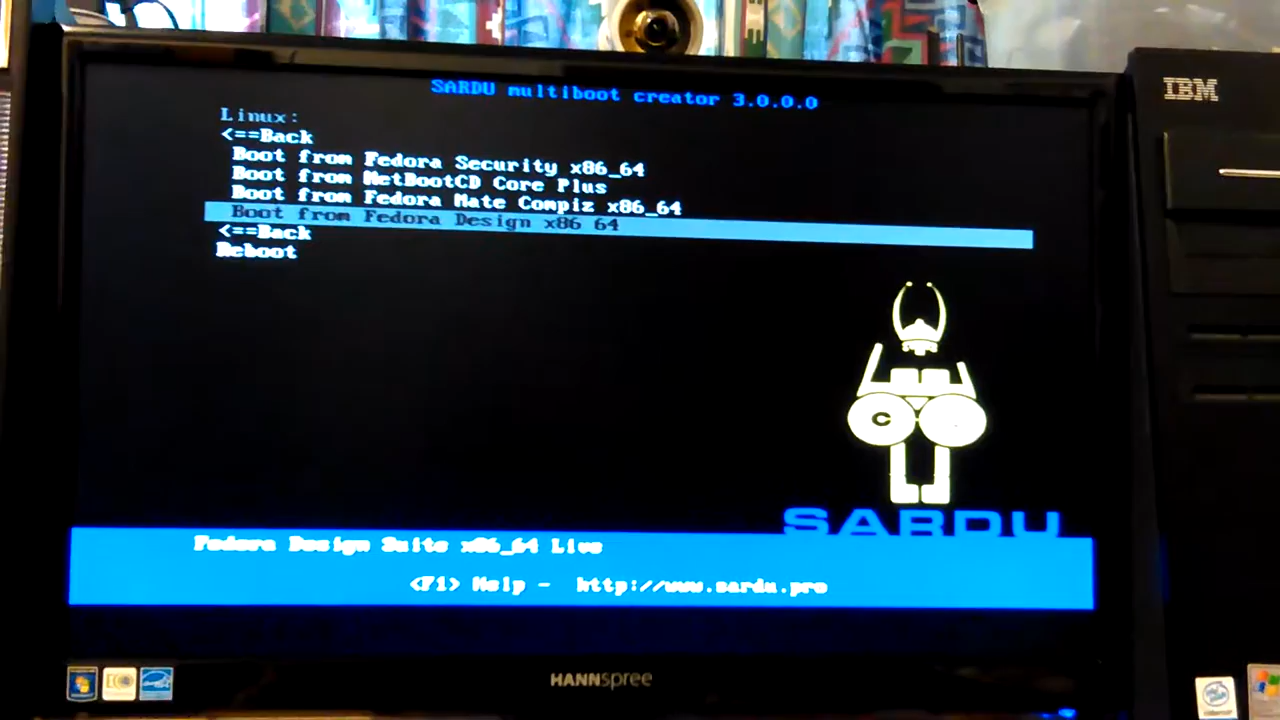 SARDU multiboot creator 3.0.0.0
Linux:
<==Back
Boot from Fedora Security x86_64
Boot from NetBootCD Core Plus
Boot from Fedora Mate Compiz x86_64
Boot from Fedora Design x86_64
<==Back
Reboot
C
SARDU
Fedora Design Suite x86_64 Live
<F1> Help - http://www.sardu.pro
HANNspree
IBM